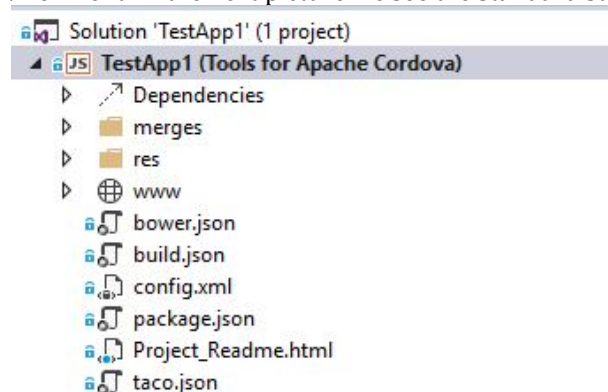 Solution 'TestApp1' (1 project)
JS TestApp1 (Tools for Apache Cordova)
Dependencies
merges
res
www
bower.json
build.json
config.xml
package.json
Project_Readme.html
taco.json